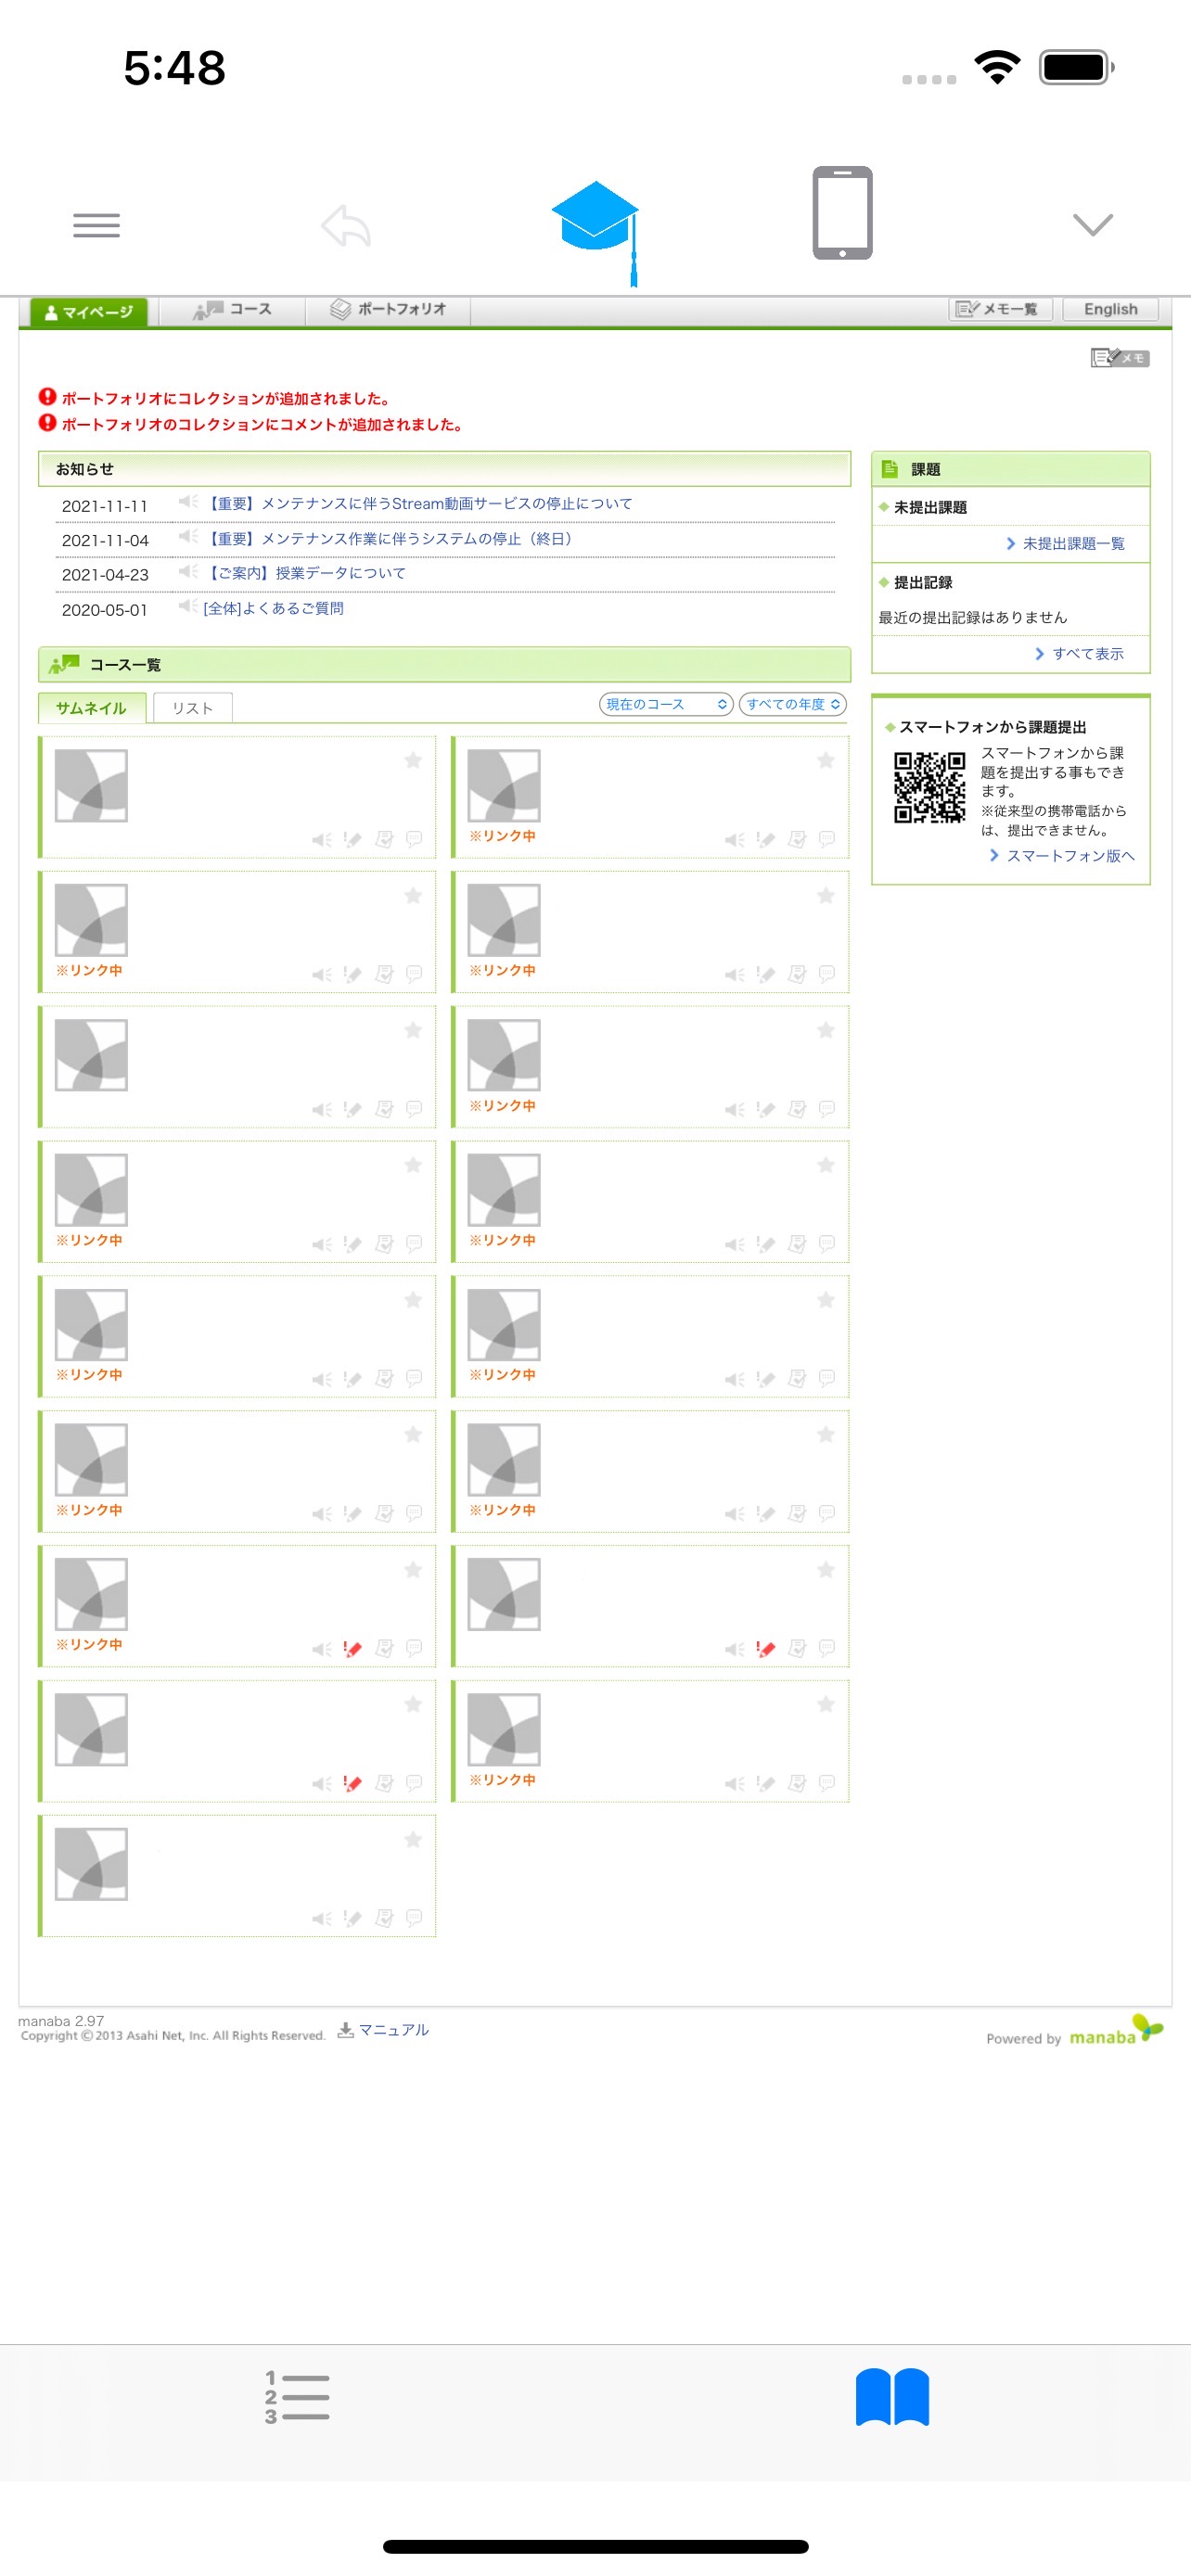 5:48
マイページ
コース
ポートフォリオ
メモ一覧
English
メモ
ポートフォリオにコレクションが追加されました。
ポートフォリオのコレクションにコメントが追加されました。
お知らせ
2021-11-11 【重要】メンテナンスに伴うStream動画サービスの停止について
2021-11-04 【重要】メンテナンス作業に伴うシステムの停止（終日）
2021-04-23 【ご案内】授業データについて
2020-05-01 [全体]よくあるご質問
課題
未提出課題
未提出課題一覧
提出記録
最近の提出記録はありません
すべて表示
コース一覧
サムネイル
リスト
現在のコース
すべての年度
スマートフォンから課題提出
スマートフォンから課
題を提出する事もでき
ます。
※従来型の携帯電話から
は、提出できません。
スマートフォン版へ
※リンク中
※リンク中
※リンク中
※リンク中
※リンク中
※リンク中
※リンク中
※リンク中
※リンク中
※リンク中
※リンク中
※リンク中
manaba 2.97
Copyright ©2013 Asahi Net, Inc. All Rights Reserved.
マニュアル
Powered by manaba
1
2
3